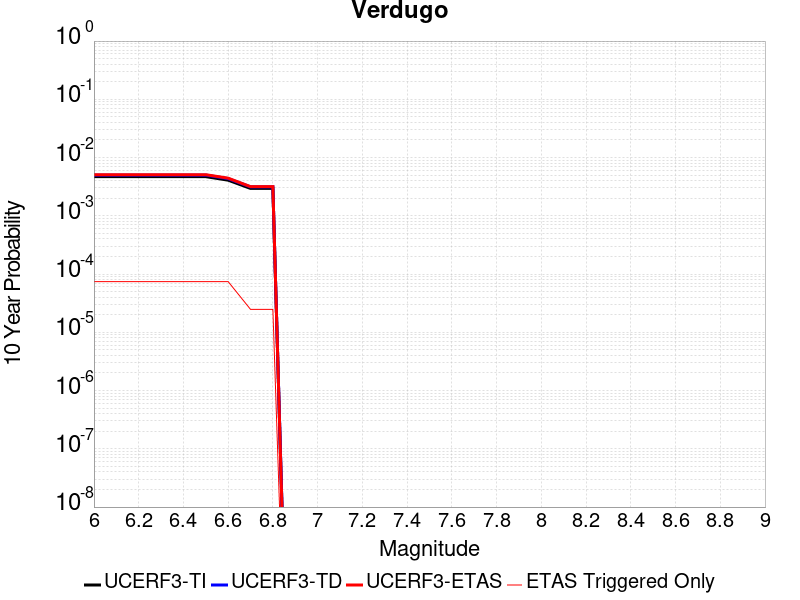 Verdugo
10 Year Probability
10^0
10^-1
10^-2
10^-3
10^-4
10^-5
10^-6
10^-7
10^-8
6 6.2 6.4 6.6 6.8 7 7.2 7.4 7.6 7.8 8 8.2 8.4 8.6 8.8 9
Magnitude
UCERF3-TI UCERF3-TD UCERF3-ETAS ETAS Triggered Only